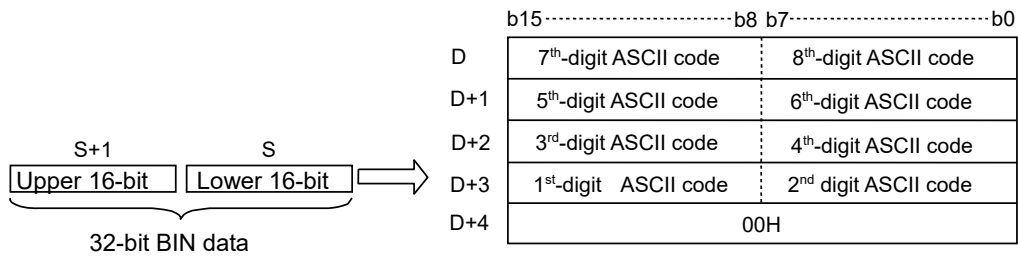 b15 b8 b7 b0
D 7th-digit ASCII code 8th-digit ASCII code
D+1 5th-digit ASCII code 6th-digit ASCII code
D+2 3rd-digit ASCII code 4th-digit ASCII code
S+1 S
Upper 16-bit Lower 16-bit
D+3 1st-digit ASCII code 2nd digit ASCII code
D+4 00H
32-bit BIN data